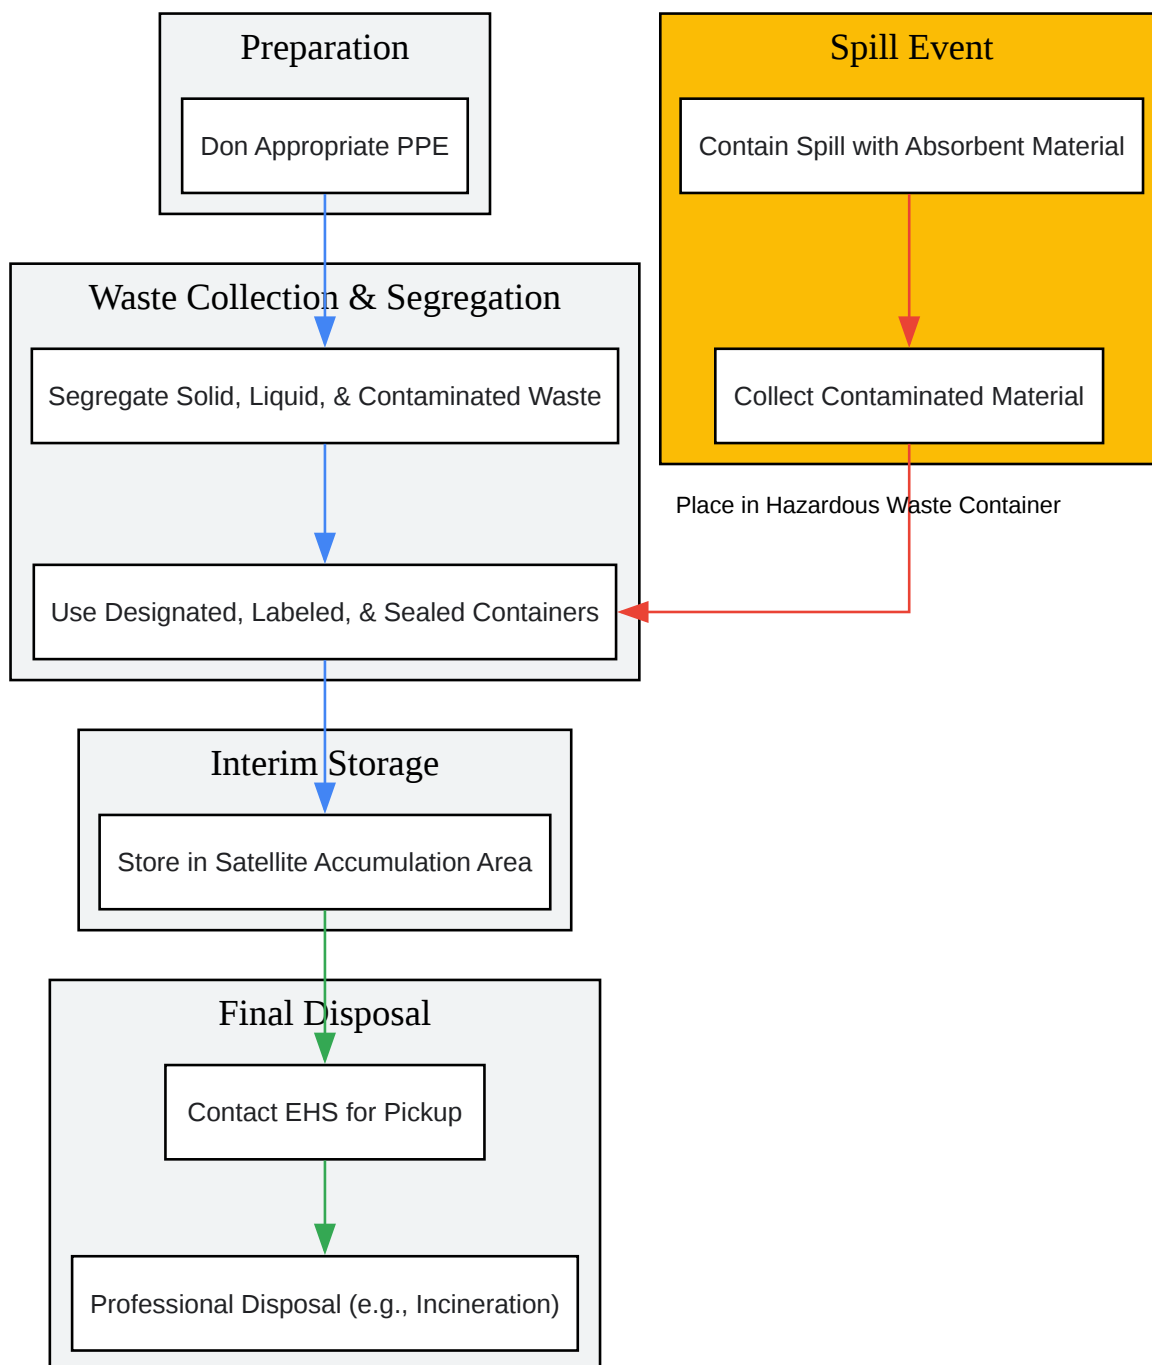 Preparation
Don Appropriate PPE
Spill Event
Contain Spill with Absorbent Material
Collect Contaminated Material
Place in Hazardous Waste Container
Waste Collection & Segregation
Segregate Solid, Liquid, & Contaminated Waste
Use Designated, Labeled, & Sealed Containers
Interim Storage
Store in Satellite Accumulation Area
Final Disposal
Contact EHS for Pickup
Professional Disposal (e.g., Incineration)